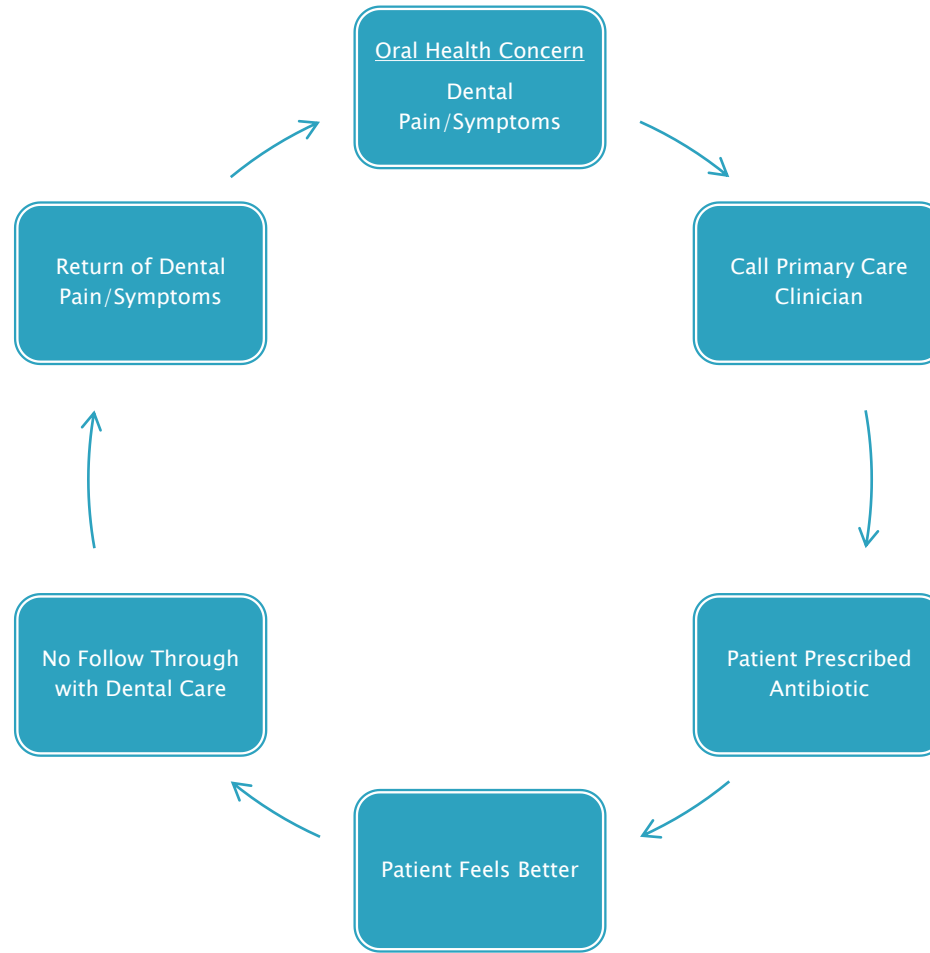 Oral Health Concern
Dental
Pain/Symptoms
Call Primary Care
Clinician
Patient Prescribed
Antibiotic
Patient Feels Better
No Follow Through
with Dental Care
Return of Dental
Pain/Symptoms